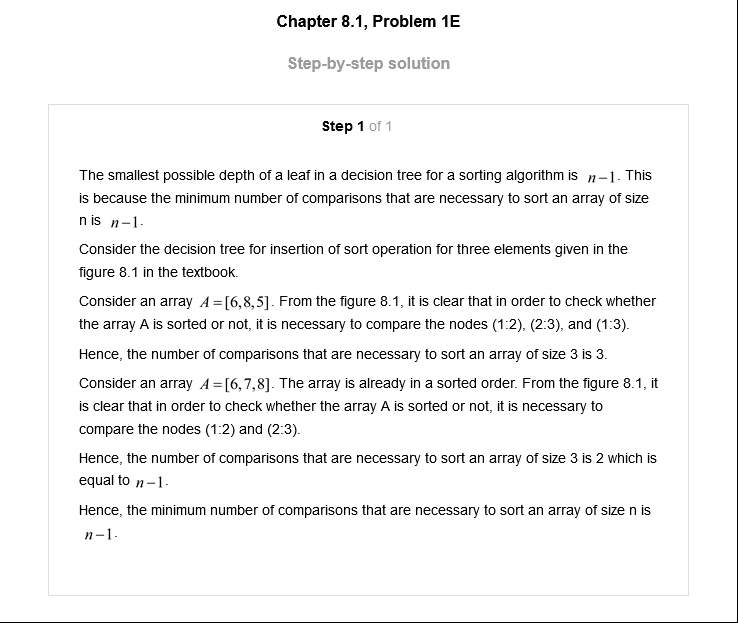 Chapter 8.1, Problem 1E
Step-by-step solution
Step 1 of 1
The smallest possible depth of a leaf in a decision tree for a sorting algorithm is n−1. This
is because the minimum number of comparisons that are necessary to sort an array of size
n is n−1.
Consider the decision tree for insertion of sort operation for three elements given in the
figure 8.1 in the textbook.
Consider an array A=[6,8,5]. From the figure 8.1, it is clear that in order to check whether
the array A is sorted or not, it is necessary to compare the nodes (1:2), (2:3), and (1:3).
Hence, the number of comparisons that are necessary to sort an array of size 3 is 3.
Consider an array A=[6,7,8]. The array is already in a sorted order. From the figure 8.1, it
is clear that in order to check whether the array A is sorted or not, it is necessary to
compare the nodes (1:2) and (2:3).
Hence, the number of comparisons that are necessary to sort an array of size 3 is 2 which is
equal to n−1.
Hence, the minimum number of comparisons that are necessary to sort an array of size n is
n−1.